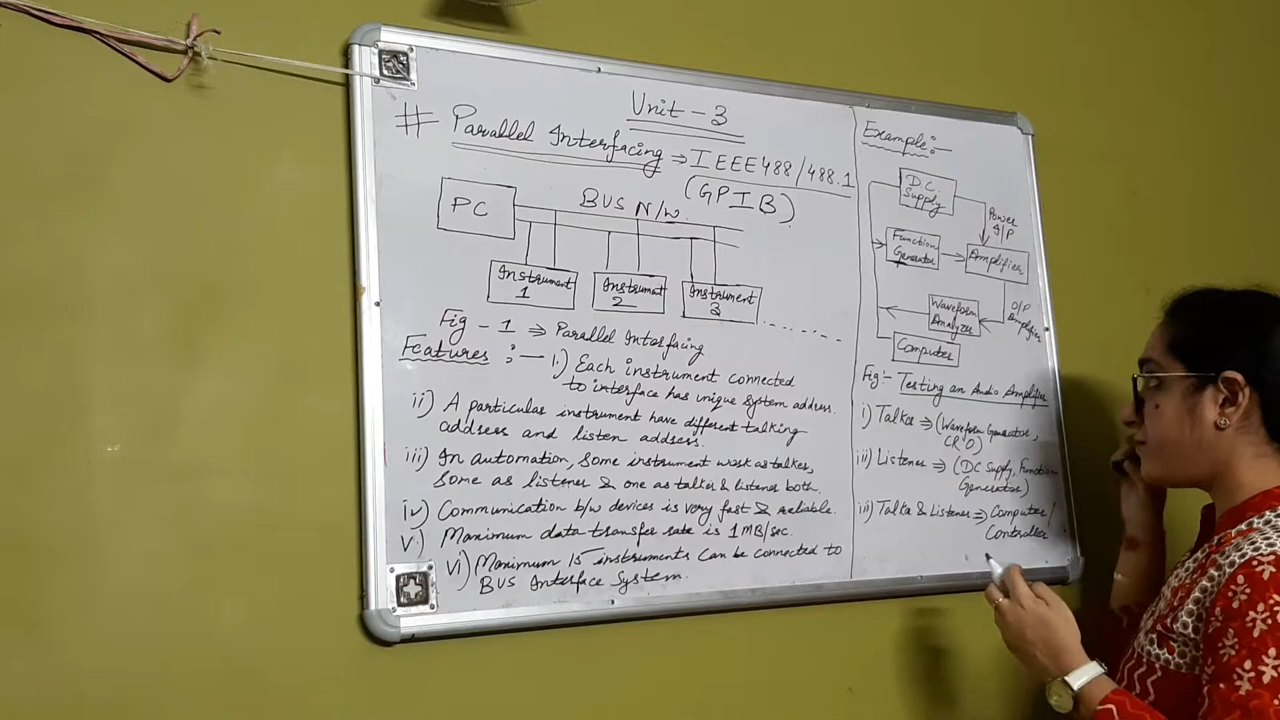 Unit - 3
# Parallel Interfacing ⇒ IEEE 488/488.1
(GPIB)
PC
BUS N/W
Instrument
1
Instrument
2
Instrument
3
Fig - 1 ⇒ Parallel Interfacing
Features :- i.) Each instrument connected
to interface has unique system address.
ii) A particular instrument have different talking
address and listen address.
iii) In automation, some instrument work as talker,
some as listener & one as talker & listener both.
iv) Communication b/w devices is very fast & reliable.
v.) Maximum data transfer rate is 1 MB/sec.
vi) Maximum 15 instruments can be connected to
BUS Interface System.
Example:-
D.C.
Supply
Power
I/P
Function
Generator
Amplifier
O/P
Amplifier
Waveform
Analyzer
Computer
Fig:- Testing an Audio Amplifier
i) Talker ⇒ (Waveform Generator,
CRO)
ii) Listener ⇒ (DC Supply, Function
Generator)
iii) Talker & Listener ⇒ Computer/
Controller